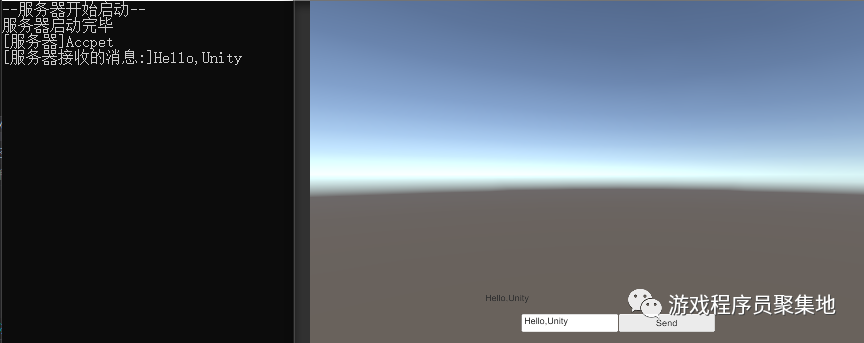 --服务器开始启动--
服务器启动完毕
[服务器]Accpet
[服务器接收的消息:]Hello,Unity
Hello,Unity
Hello,Unity
Send
游戏程序员聚集地